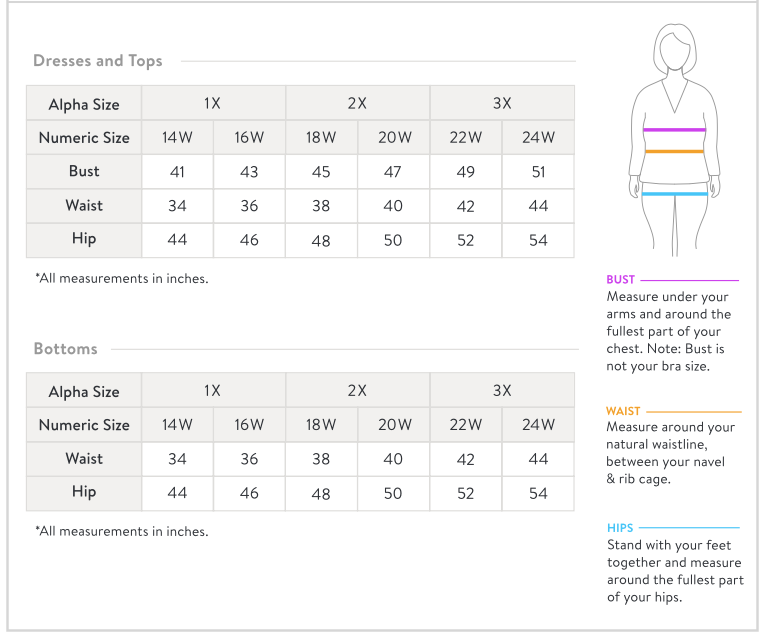 Dresses and Tops
Alpha Size 1X 2X 3X
Numeric Size 14W 16W 18W 20W 22W 24W
Bust 41 43 45 47 49 51
Waist 34 36 38 40 42 44
Hip 44 46 48 50 52 54
*All measurements in inches.
Bottoms
Alpha Size 1X 2X 3X
Numeric Size 14W 16W 18W 20W 22W 24W
Waist 34 36 38 40 42 44
Hip 44 46 48 50 52 54
*All measurements in inches.
BUST
Measure under your
arms and around the
fullest part of your
chest. Note: Bust is
not your bra size.
WAIST
Measure around your
natural waistline,
between your navel
& rib cage.
HIPS
Stand with your feet
together and measure
around the fullest part
of your hips.